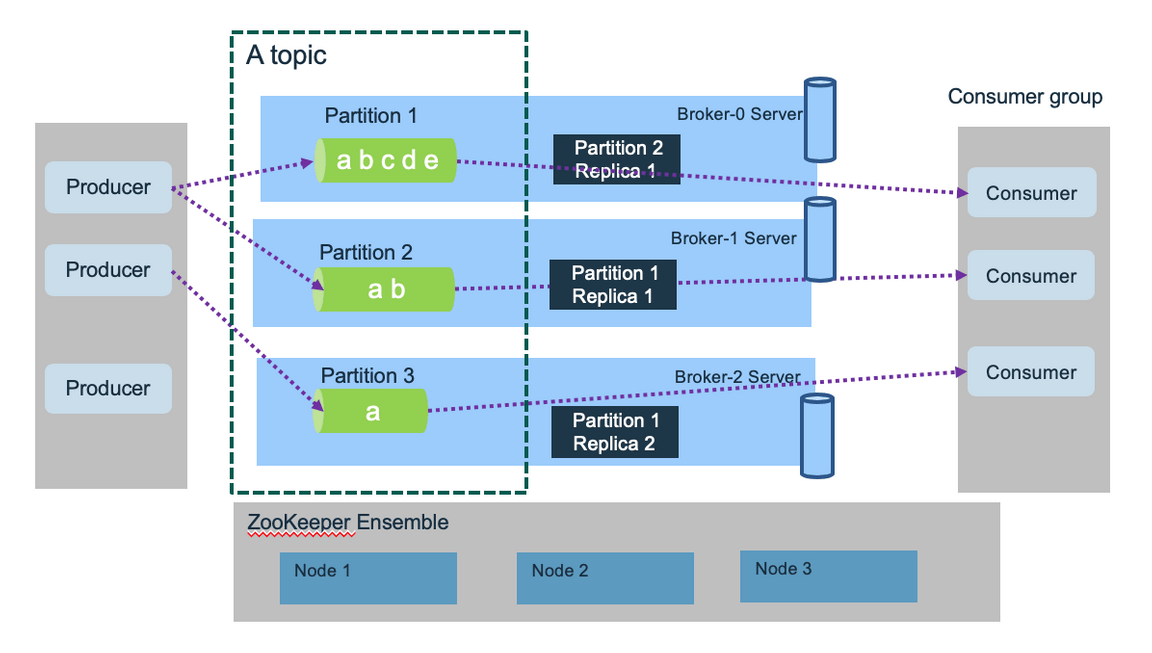 A topic
Partition 1
Broker-0 Server
Consumer group
a b c d e
Partition 2
Replica 1
Producer
Consumer
Partition 2
Broker-1 Server
Producer
a b
Partition 1
Replica 1
Consumer
Partition 3
Broker-2 Server
Producer
a
Partition 1
Replica 2
Consumer
ZooKeeper Ensemble
Node 1
Node 2
Node 3